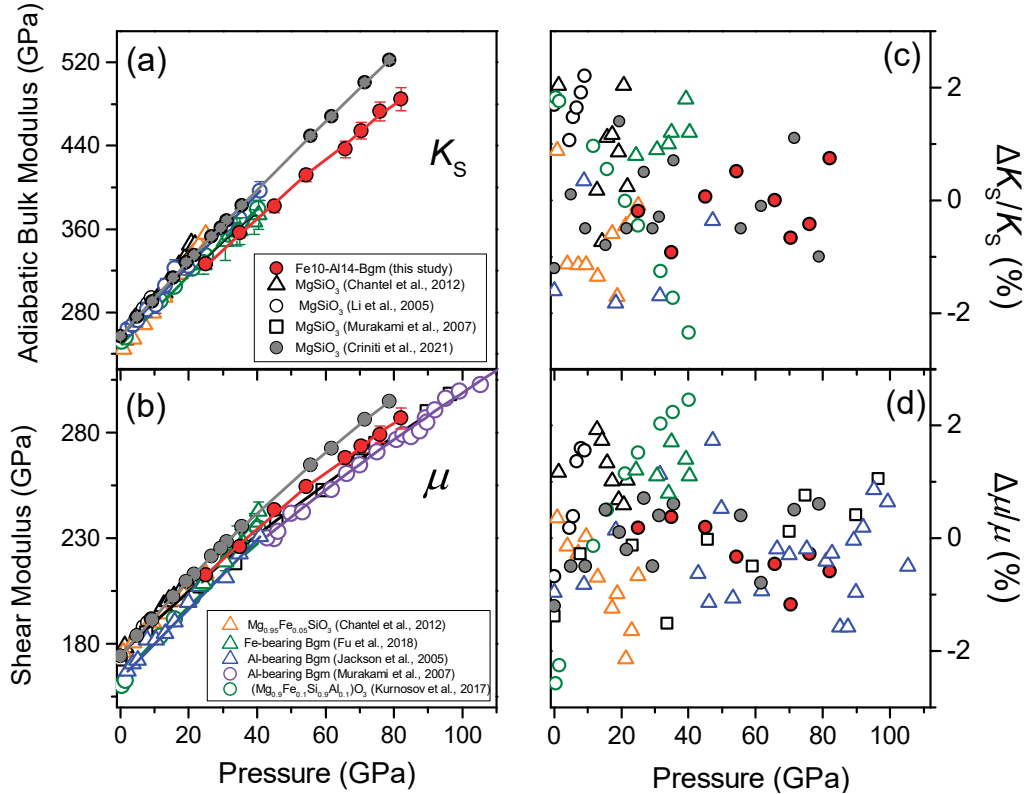 (a)
Adiabatic Bulk Modulus (GPa)
520
440
360
280
K_S
Fe10-Al14-Bgm (this study)
MgSiO₃ (Chantel et al., 2012)
MgSiO₃ (Li et al., 2005)
MgSiO₃ (Murakami et al., 2007)
MgSiO₃ (Criniti et al., 2021)
(b)
Shear Modulus (GPa)
280
230
180
μ
Mg₀.₉₅Fe₀.₀₅SiO₃ (Chantel et al., 2012)
Fe-bearing Bgm (Fu et al., 2018)
Al-bearing Bgm (Jackson et al., 2005)
Al-bearing Bgm (Murakami et al., 2007)
(Mg₀.₉Fe₀.₁Si₀.₉Al₀.₁)O₃ (Kurnosov et al., 2017)
0 20 40 60 80 100
Pressure (GPa)
(c)
2
0
-2
ΔK_S/K_S (%)
(d)
2
0
-2
Δμ/μ (%)
0 20 40 60 80 100
Pressure (GPa)